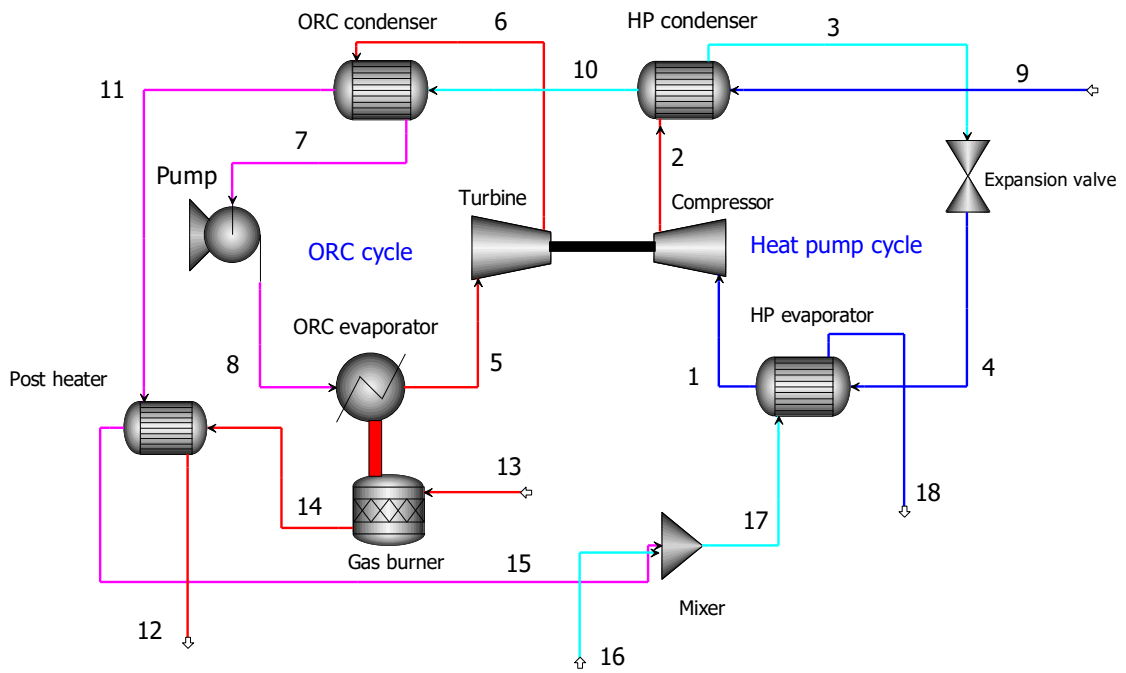 6
ORC condenser
HP condenser
3
11
10
9
7
2
Pump
Turbine
Compressor
Expansion valve
ORC cycle
Heat pump cycle
HP evaporator
ORC evaporator
8
5
1
4
Post heater
13
14
18
17
Gas burner
15
Mixer
12
16